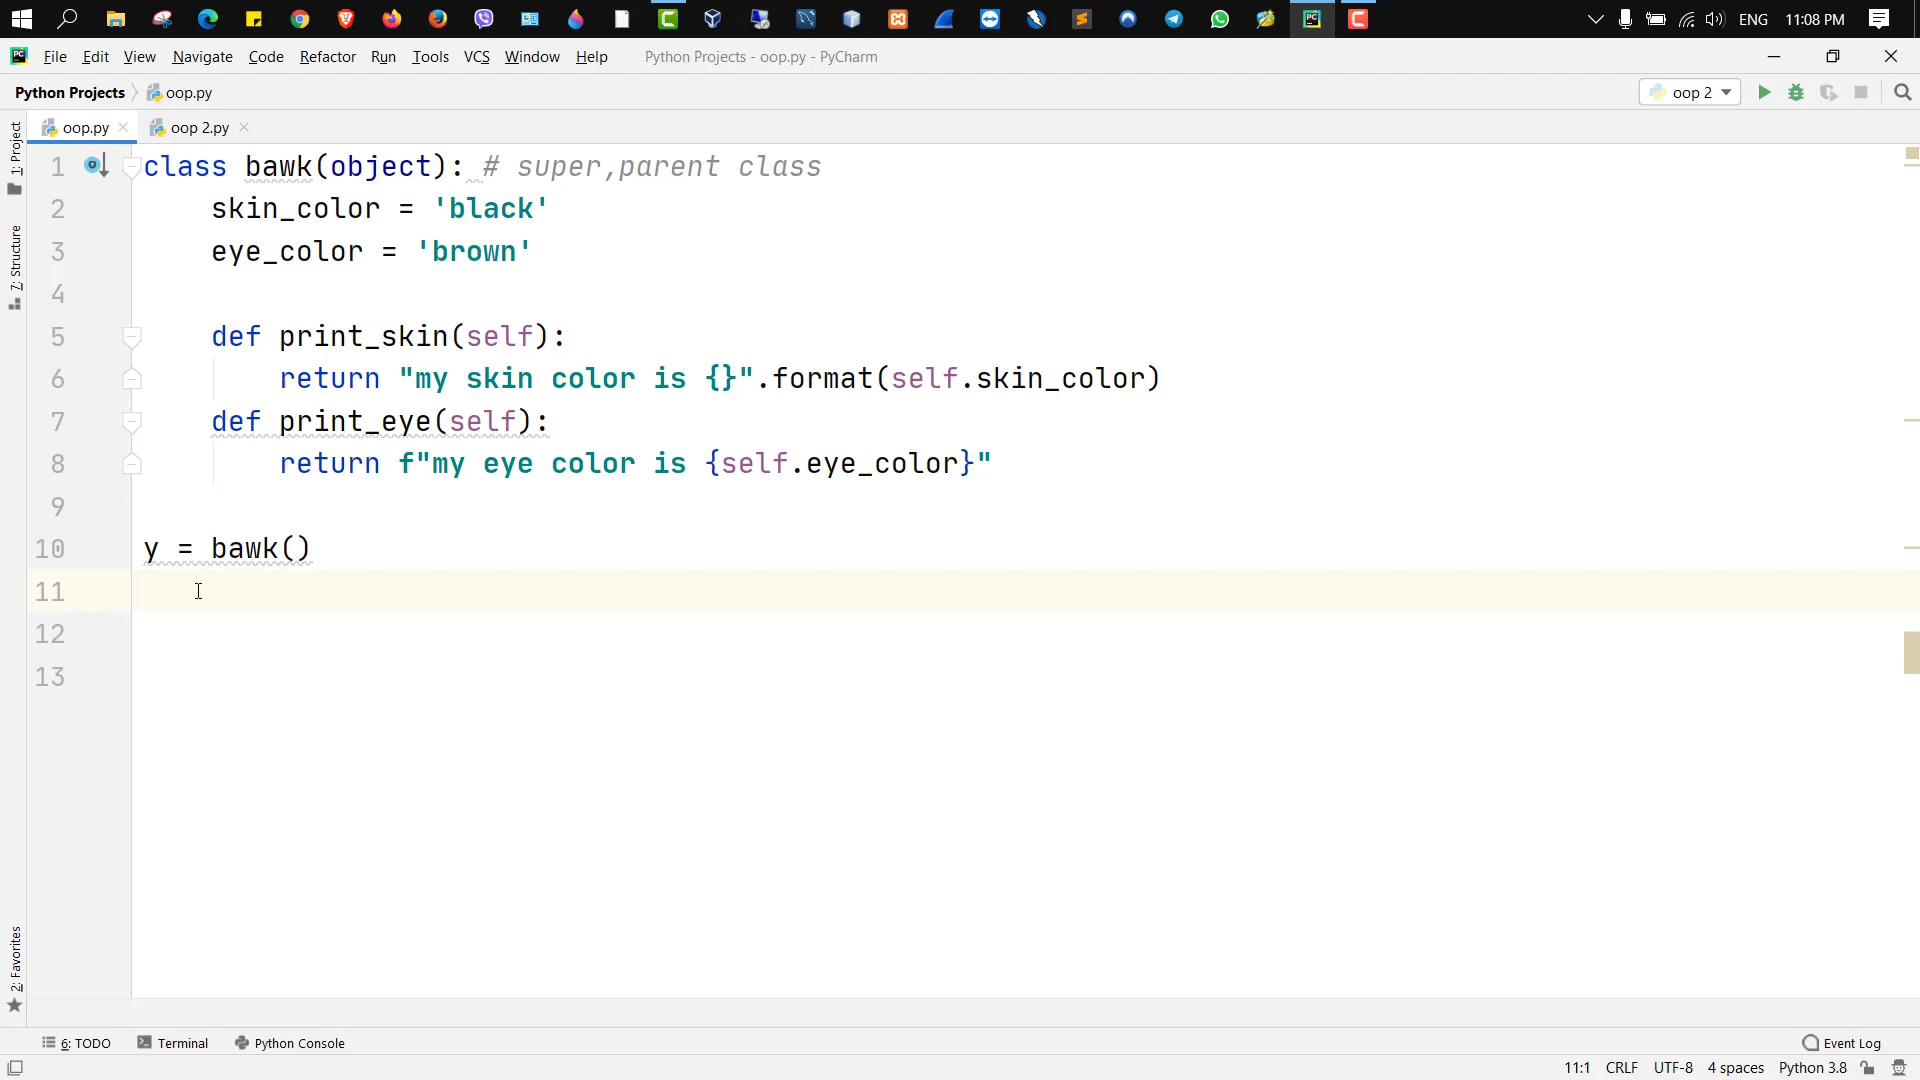 ENG 11:08 PM
File Edit View Navigate Code Refactor Run Tools VCS Window Help Python Projects - oop.py - PyCharm
Python Projects oop.py oop 2
oop.py oop 2.py
1 class bawk(object): # super,parent class
2 skin_color = 'black'
3 eye_color = 'brown'
4
5 def print_skin(self):
6 return "my skin color is {}".format(self.skin_color)
7 def print_eye(self):
8 return f"my eye color is {self.eye_color}"
9
10 y = bawk()
11
12
13
1: Project
7: Structure
2: Favorites
6: TODO Terminal Python Console Event Log
11:1 CRLF UTF-8 4 spaces Python 3.8